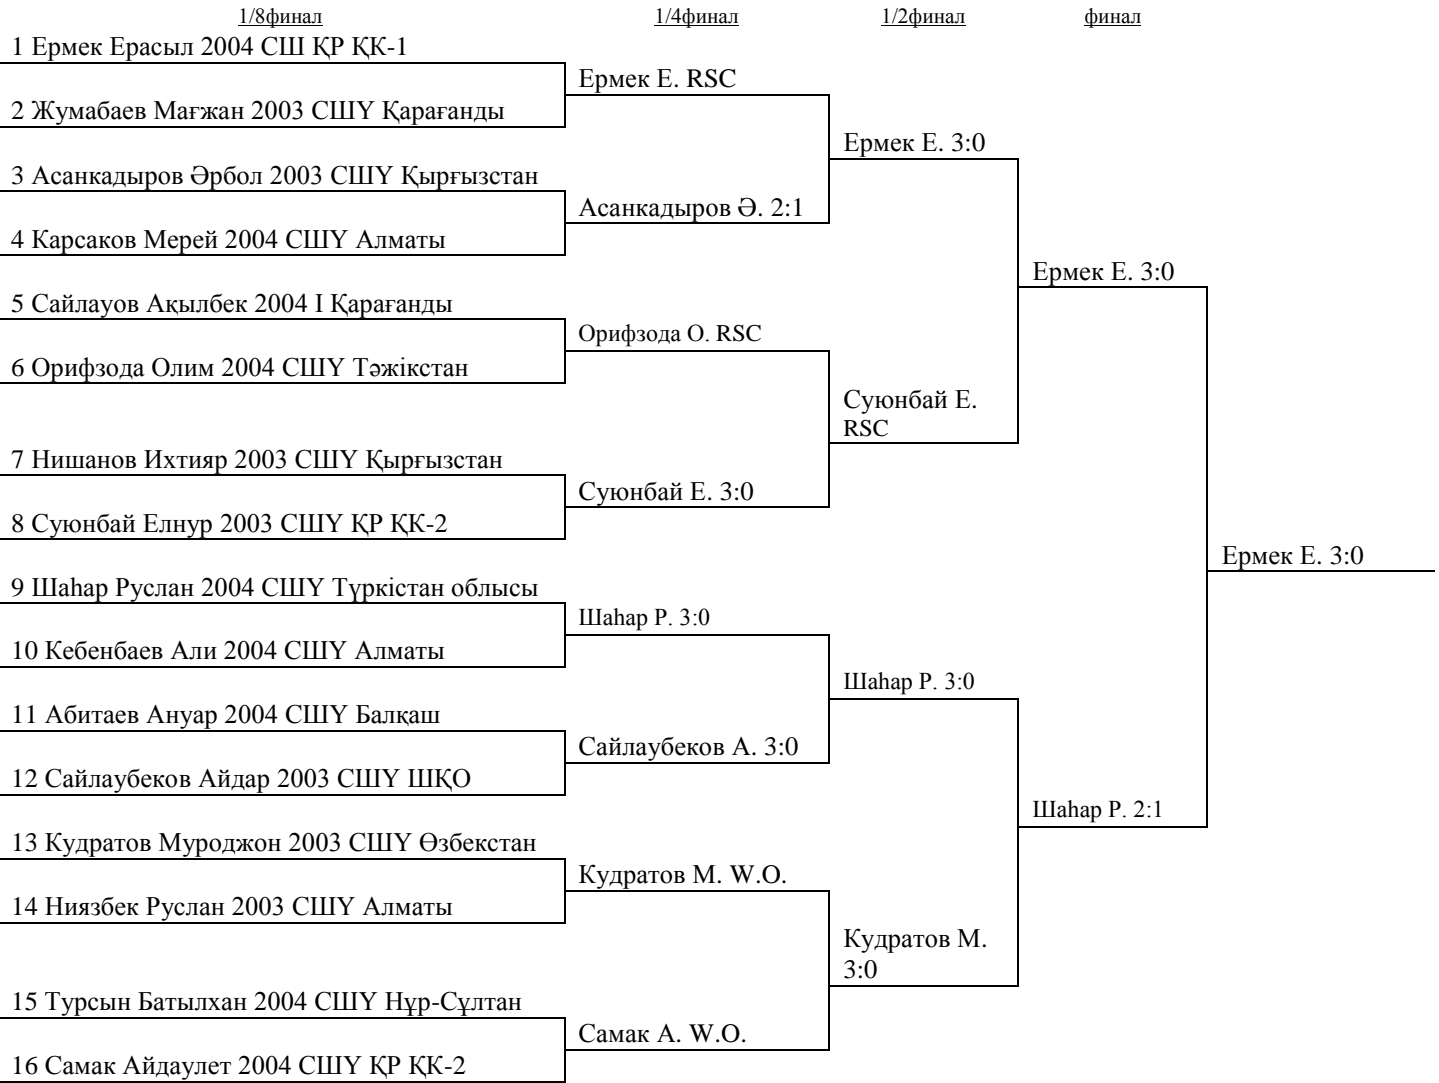 1/8финал
1/4финал
1/2финал
финал
1 Ермек Ерасыл 2004 СШ ҚР ҚК-1
Ермек Е. RSC
2 Жумабаев Мағжан 2003 СШҮ Қарағанды
Ермек Е. 3:0
3 Асанкадыров Әрбол 2003 СШҮ Қырғызстан
Асанкадыров Ә. 2:1
4 Карсаков Мерей 2004 СШҮ Алматы
Ермек Е. 3:0
5 Сайлауов Ақылбек 2004 І Қарағанды
Орифзода О. RSC
6 Орифзода Олим 2004 СШҮ Тәжікстан
Суюнбай Е.
RSC
7 Нишанов Ихтияр 2003 СШҮ Қырғызстан
Суюнбай Е. 3:0
8 Суюнбай Елнур 2003 СШҮ ҚР ҚК-2
Ермек Е. 3:0
9 Шаһар Руслан 2004 СШҮ Түркістан облысы
Шаһар Р. 3:0
10 Кебенбаев Али 2004 СШҮ Алматы
Шаһар Р. 3:0
11 Абитаев Ануар 2004 СШҮ Балқаш
Сайлаубеков А. 3:0
12 Сайлаубеков Айдар 2003 СШҮ ШҚО
Шаһар Р. 2:1
13 Кудратов Муроджон 2003 СШҮ Өзбекстан
Кудратов М. W.O.
14 Ниязбек Руслан 2003 СШҮ Алматы
Кудратов М.
3:0
15 Турсын Батылхан 2004 СШҮ Нұр-Сұлтан
Самак А. W.O.
16 Самак Айдаулет 2004 СШҮ ҚР ҚК-2